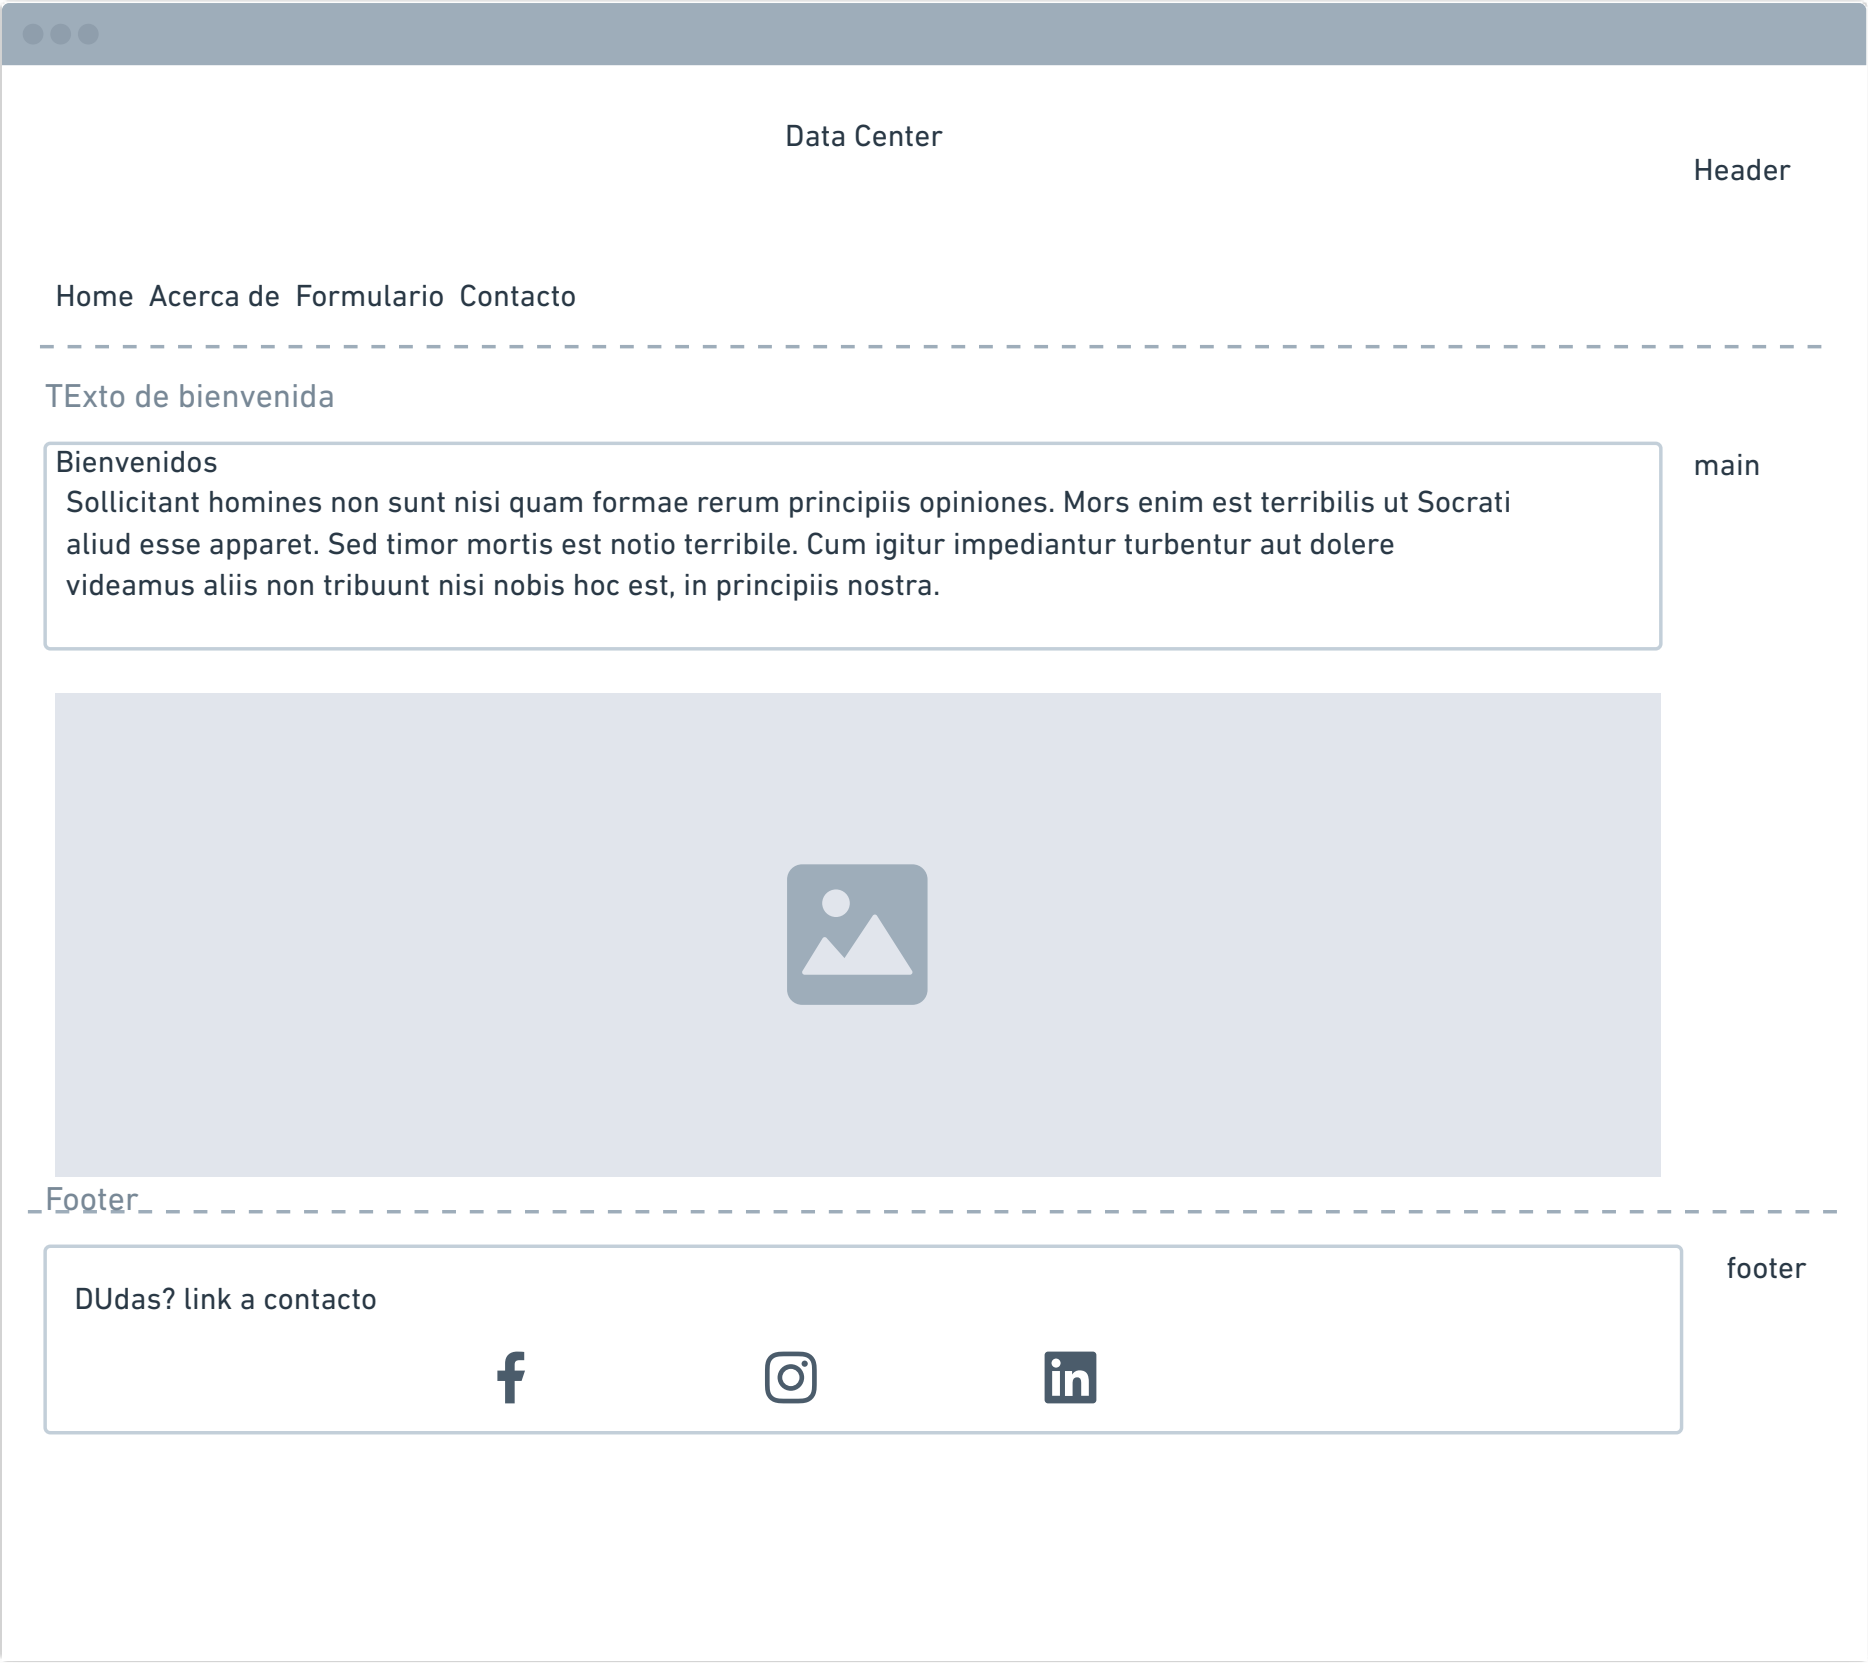 Data Center
Header
Home Acerca de Formulario Contacto
TExto de bienvenida
Bienvenidos
main
Sollicitant homines non sunt nisi quam formae rerum principiis opiniones. Mors enim est terribilis ut Socrati
aliud esse apparet. Sed timor mortis est notio terribile. Cum igitur impediantur turbentur aut dolere
videamus aliis non tribuunt nisi nobis hoc est, in principiis nostra.
Footer
footer
DUdas? link a contacto